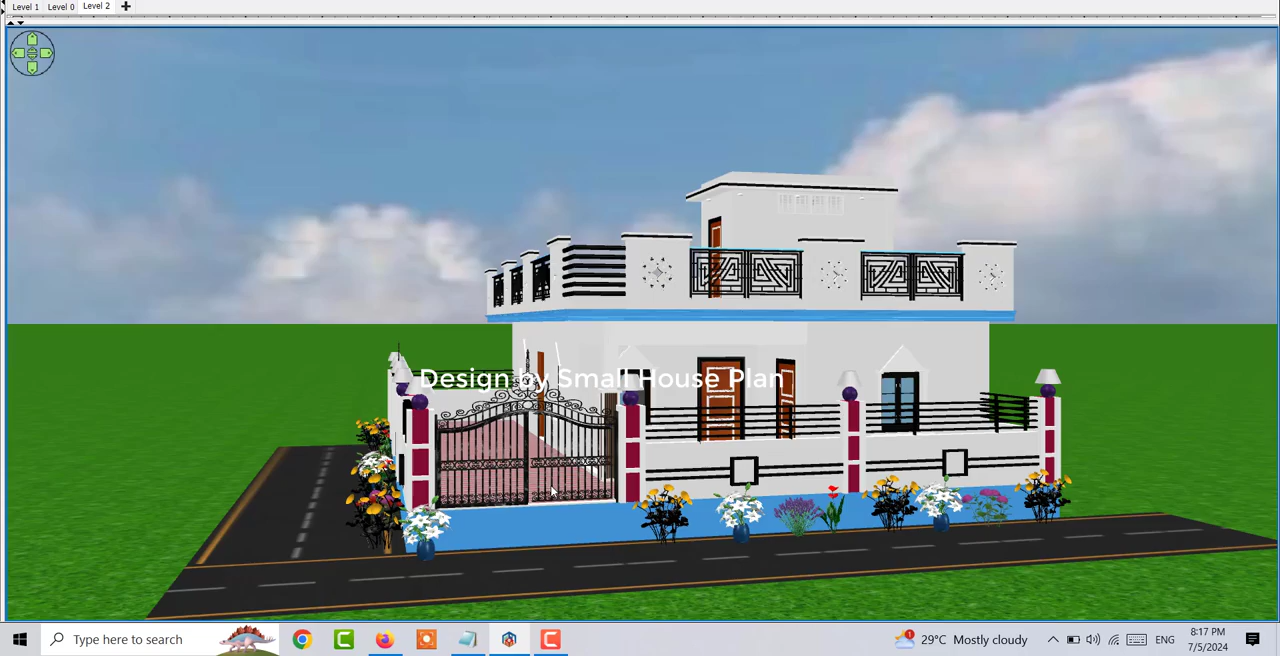 Level 1 Level 0 Level 2
Design by Small House Plan
Type here to search
29°C Mostly cloudy
ENG
8:17 PM
7/5/2024